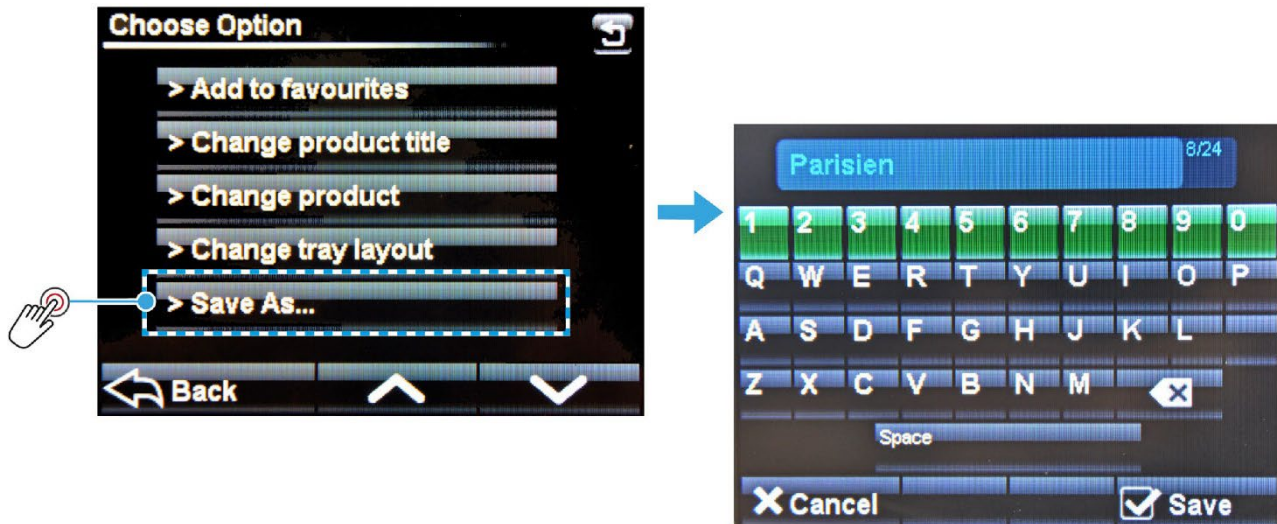 Choose Option
> Add to favourites
> Change product title
> Change product
> Change tray layout
> Save As...
Back
Parisien
8/24
1 2 3 4 5 6 7 8 9 0
Q W E R T Y U I O P
A S D F G H J K L
Z X C V B N M
Space
Cancel
Save